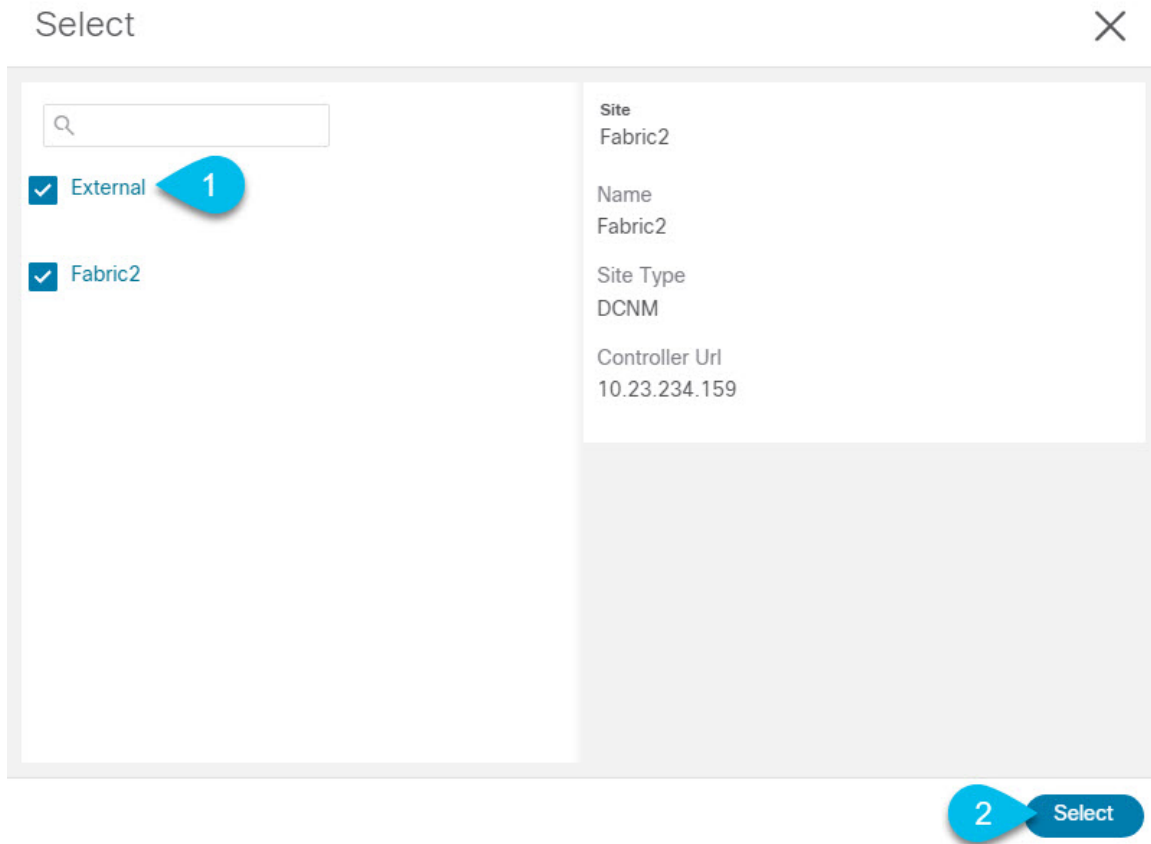 Select
External
1
Fabric2
Site
Fabric2
Name
Fabric2
Site Type
DCNM
Controller Url
10.23.234.159
2
Select